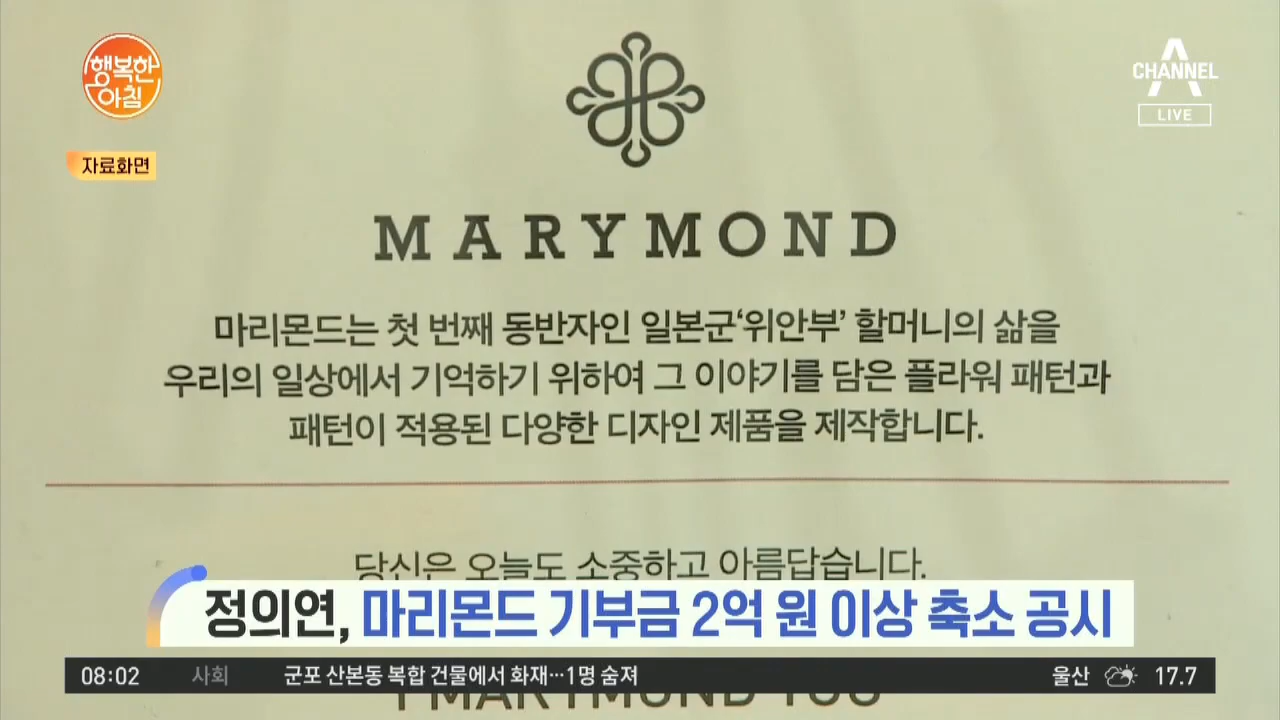 행복한
아침
CHANNEL A
LIVE
자료화면
MARYMOND
마리몬드는 첫 번째 동반자인 일본군‘위안부’ 할머니의 삶을
우리의 일상에서 기억하기 위하여 그 이야기를 담은 플라워 패턴과
패턴이 적용된 다양한 디자인 제품을 제작합니다.
당신은 오늘도 소중하고 아름답습니다.
정의연, 마리몬드 기부금 2억 원 이상 축소 공시
I MARYMOND YOU
08:02 사회 군포 산본동 복합 건물에서 화재…1명 숨져 울산 17.7